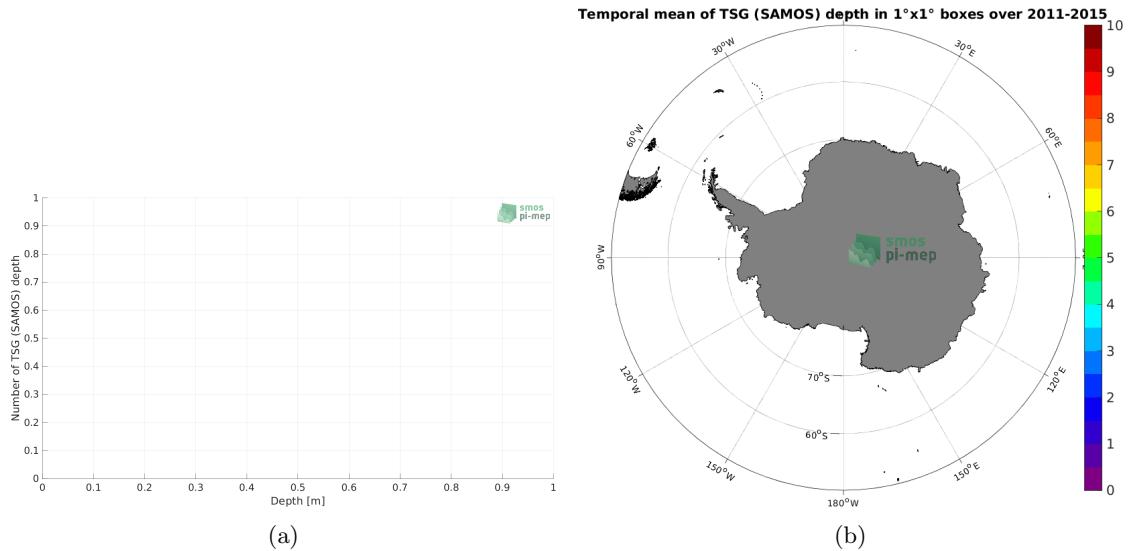 Temporal mean of TSG (SAMOS) depth in 1°x1° boxes over 2011-2015
30°W
30°E
60°W
60°E
90°W
120°W
120°E
150°W
150°E
180°W
70°S
60°S
smos
pi-mep
10
9
8
7
6
5
4
3
2
1
0
Number of TSG (SAMOS) depth
1
0.9
0.8
0.7
0.6
0.5
0.4
0.3
0.2
0.1
0
0
0.1
0.2
0.3
0.4
0.5
0.6
0.7
0.8
0.9
1
Depth [m]
smos
pi-mep
(a)
(b)